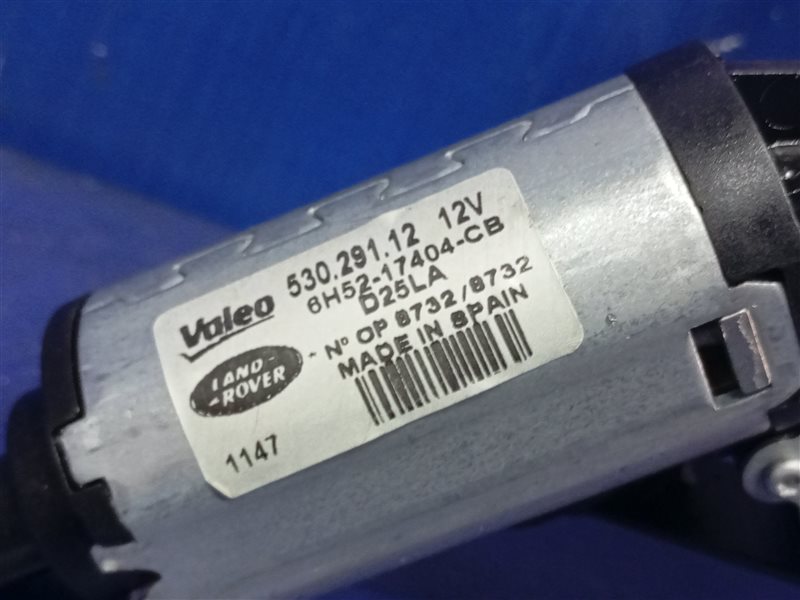 Valeo 530.291.12 12V
6H52-17404-CB
D25LA
LAND-
-ROVER
- Nº OP 8732/8732
MADE IN SPAIN
1147